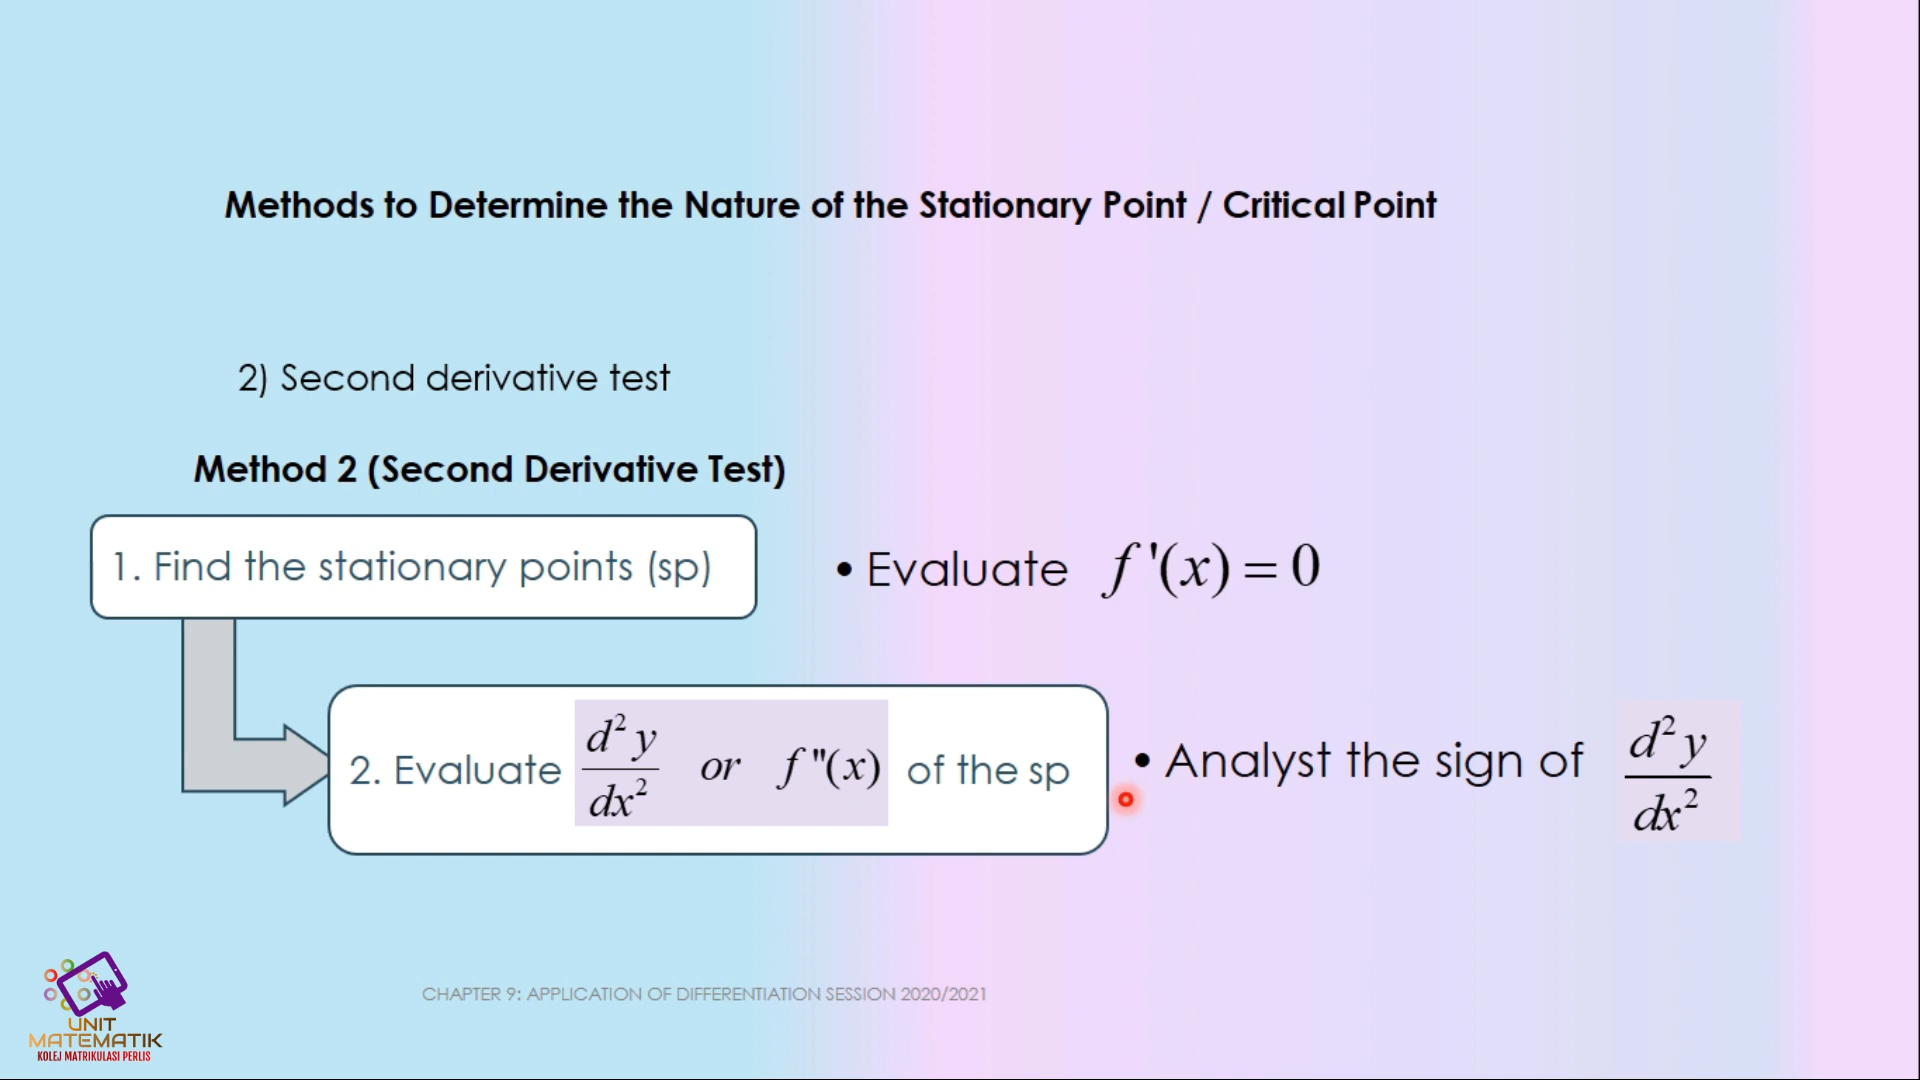 Methods to Determine the Nature of the Stationary Point / Critical Point
2) Second derivative test
Method 2 (Second Derivative Test)
1. Find the stationary points (sp)
• Evaluate f '(x) = 0
2. Evaluate d²y/dx² or f ''(x) of the sp
• Analyst the sign of d²y/dx²
CHAPTER 9: APPLICATION OF DIFFERENTIATION SESSION 2020/2021
UNIT
MATEMATIK
KOLEJ MATRIKULASI PERLIS